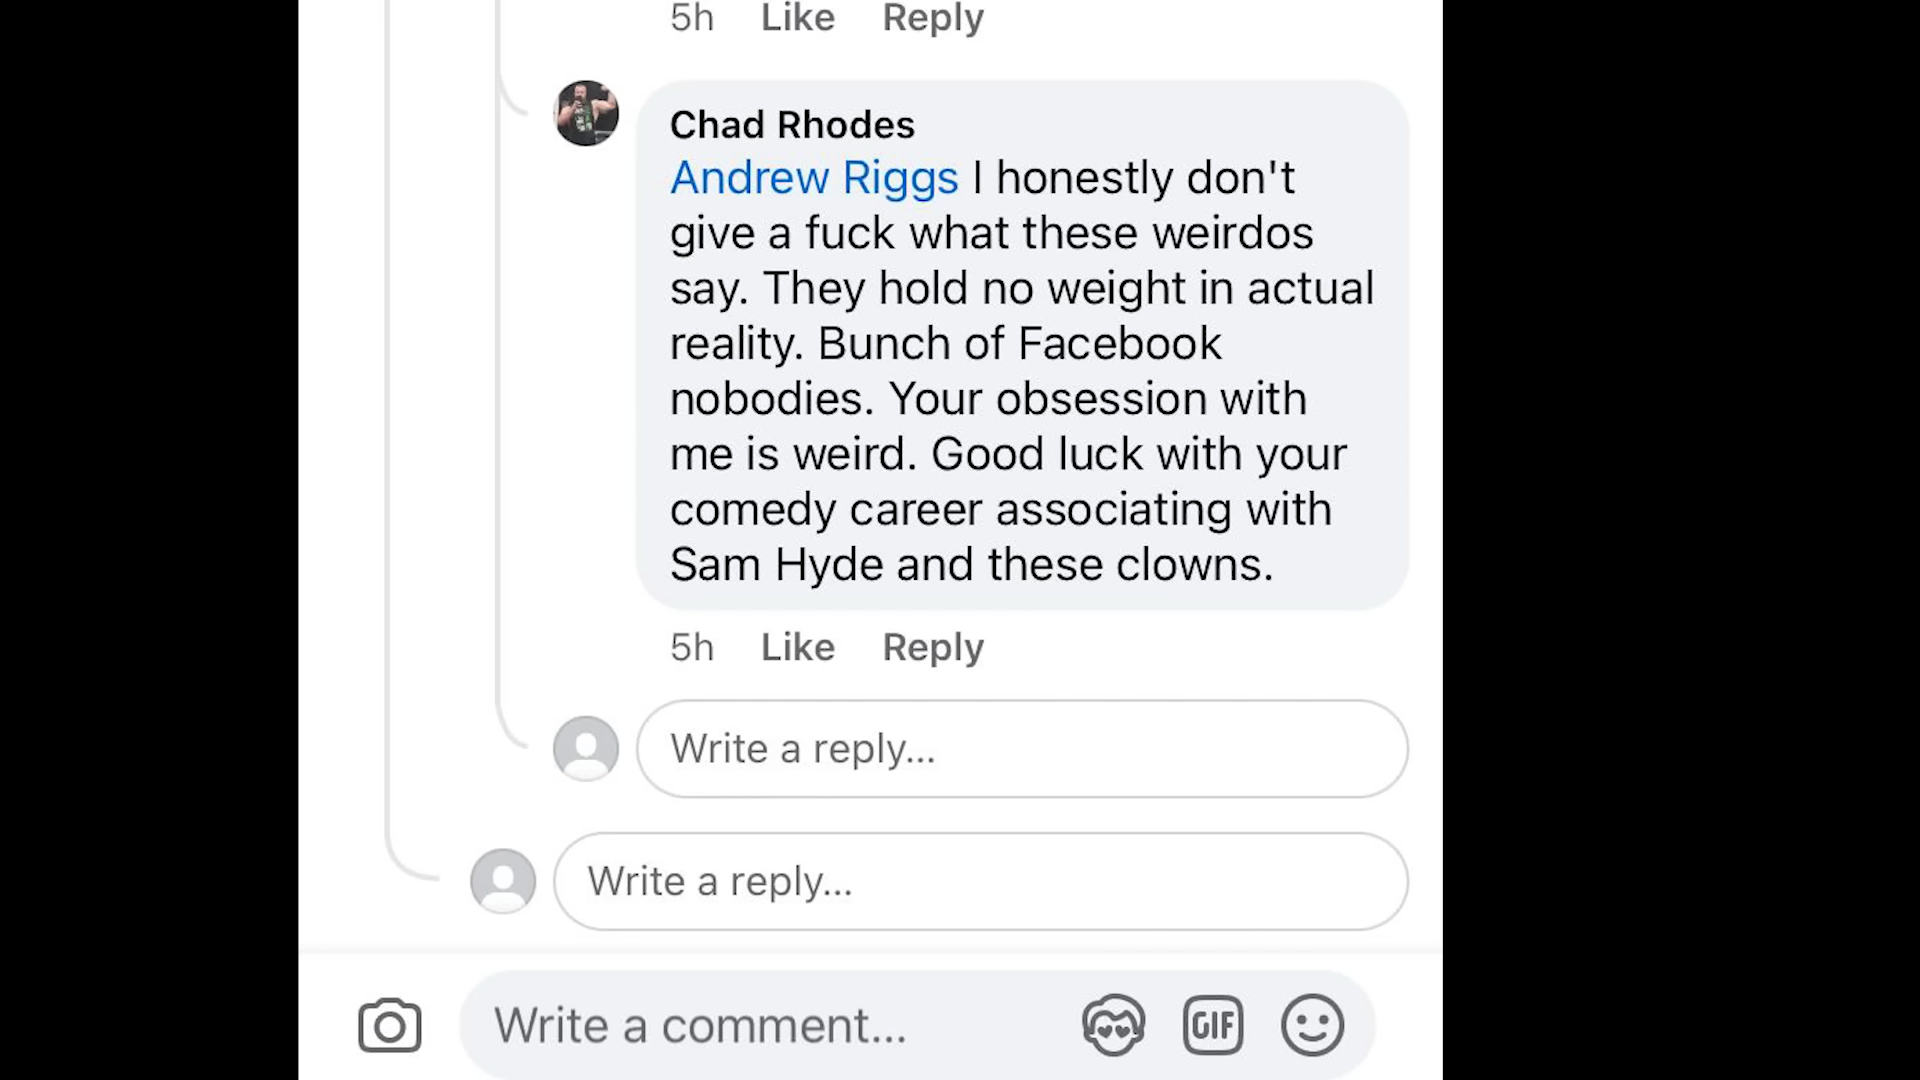 5h Like Reply
Chad Rhodes
Andrew Riggs I honestly don't
give a fuck what these weirdos
say. They hold no weight in actual
reality. Bunch of Facebook
nobodies. Your obsession with
me is weird. Good luck with your
comedy career associating with
Sam Hyde and these clowns.
5h Like Reply
Write a reply...
Write a reply...
Write a comment...
GIF